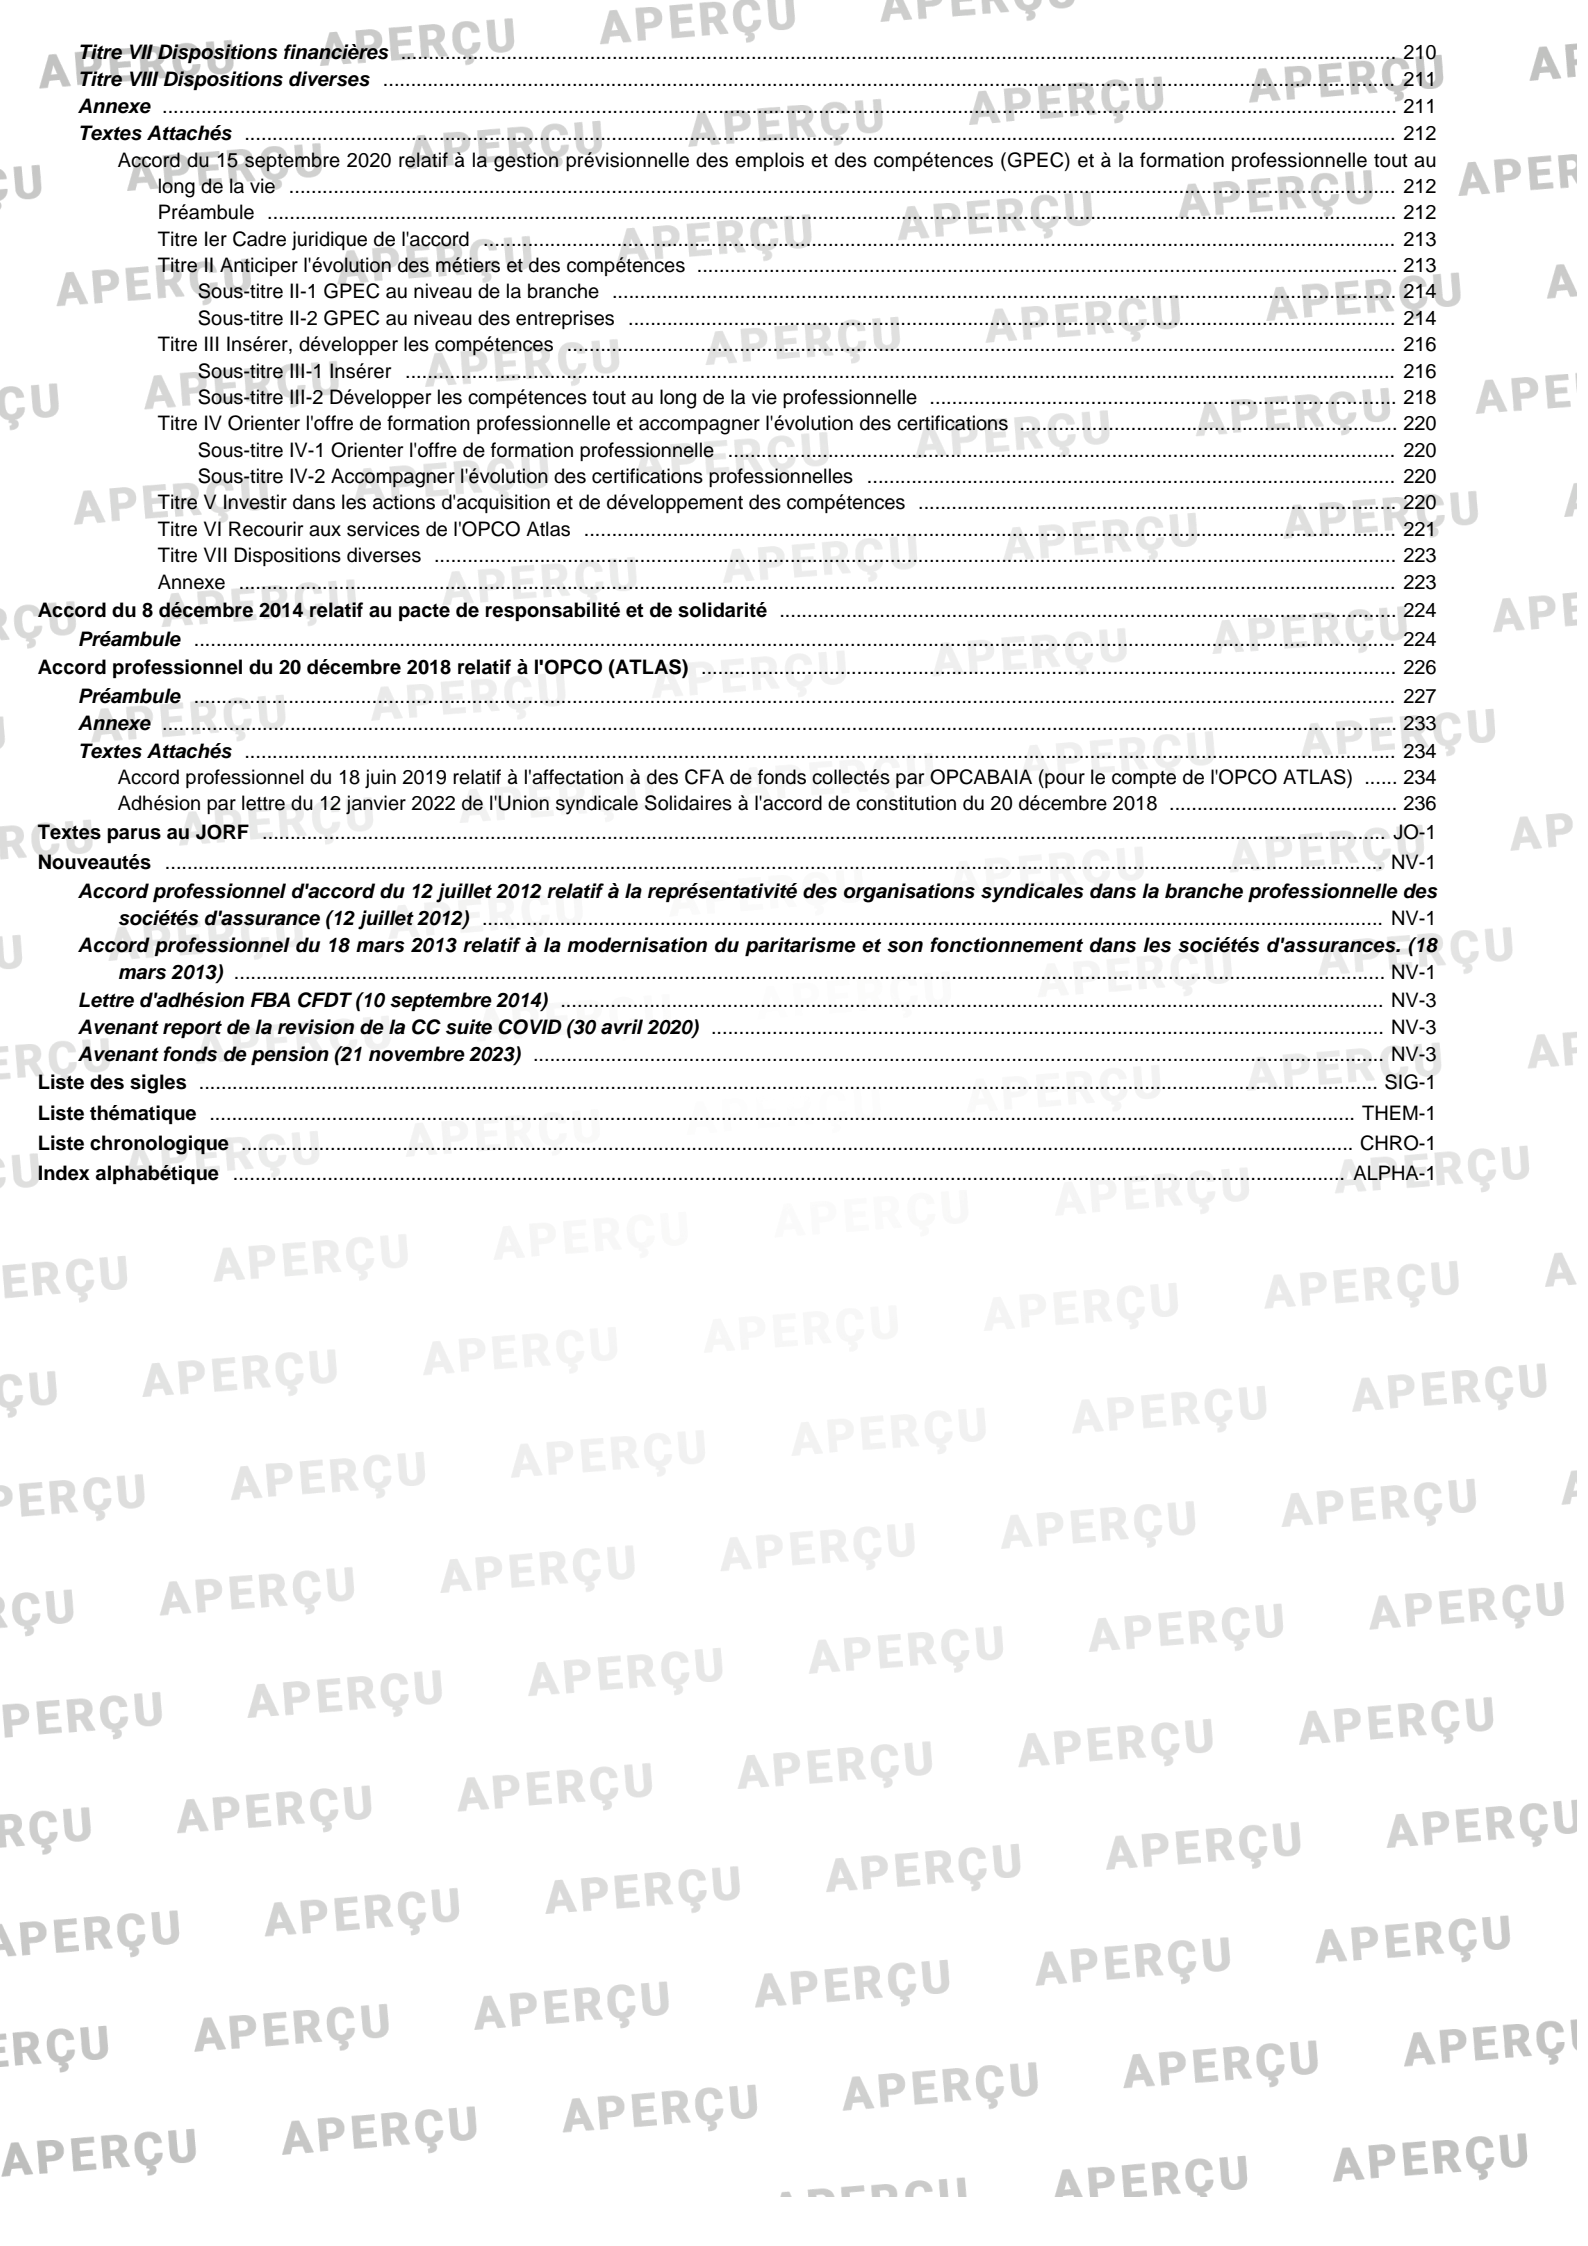 Titre VII Dispositions financières 210
Titre VIII Dispositions diverses 211
Annexe 211
Textes Attachés 212
Accord du 15 septembre 2020 relatif à la gestion prévisionnelle des emplois et des compétences (GPEC) et à la formation professionnelle tout au
long de la vie 212
Préambule 212
Titre Ier Cadre juridique de l'accord 213
Titre II Anticiper l'évolution des métiers et des compétences 213
Sous-titre II-1 GPEC au niveau de la branche 214
Sous-titre II-2 GPEC au niveau des entreprises 214
Titre III Insérer, développer les compétences 216
Sous-titre III-1 Insérer 216
Sous-titre III-2 Développer les compétences tout au long de la vie professionnelle 218
Titre IV Orienter l'offre de formation professionnelle et accompagner l'évolution des certifications 220
Sous-titre IV-1 Orienter l'offre de formation professionnelle 220
Sous-titre IV-2 Accompagner l'évolution des certifications professionnelles 220
Titre V Investir dans les actions d'acquisition et de développement des compétences 220
Titre VI Recourir aux services de l'OPCO Atlas 221
Titre VII Dispositions diverses 223
Annexe 223
Accord du 8 décembre 2014 relatif au pacte de responsabilité et de solidarité 224
Préambule 224
Accord professionnel du 20 décembre 2018 relatif à l'OPCO (ATLAS) 226
Préambule 227
Annexe 233
Textes Attachés 234
Accord professionnel du 18 juin 2019 relatif à l'affectation à des CFA de fonds collectés par OPCABAIA (pour le compte de l'OPCO ATLAS) 234
Adhésion par lettre du 12 janvier 2022 de l'Union syndicale Solidaires à l'accord de constitution du 20 décembre 2018 236
Textes parus au JORF JO-1
Nouveautés NV-1
Accord professionnel d'accord du 12 juillet 2012 relatif à la représentativité des organisations syndicales dans la branche professionnelle des
sociétés d'assurance (12 juillet 2012) NV-1
Accord professionnel du 18 mars 2013 relatif à la modernisation du paritarisme et son fonctionnement dans les sociétés d'assurances. (18
mars 2013) NV-1
Lettre d'adhésion FBA CFDT (10 septembre 2014) NV-3
Avenant report de la revision de la CC suite COVID (30 avril 2020) NV-3
Avenant fonds de pension (21 novembre 2023) NV-3
Liste des sigles SIG-1
Liste thématique THEM-1
Liste chronologique CHRO-1
Index alphabétique ALPHA-1
APERÇU